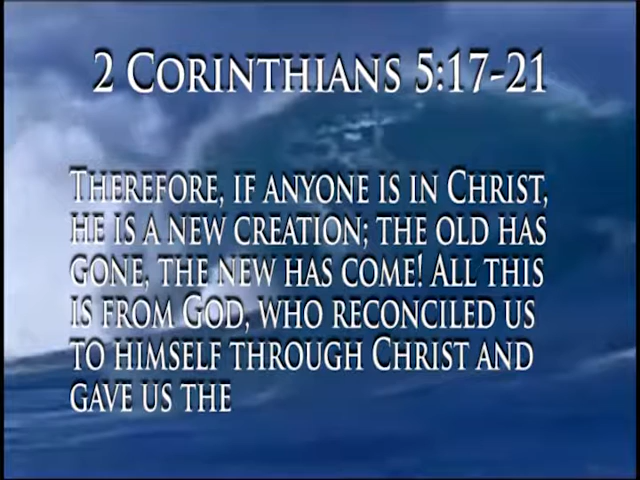 2 Corinthians 5:17-21
Therefore, if anyone is in Christ,
he is a new creation; the old has
gone, the new has come! All this
is from God, who reconciled us
to himself through Christ and
gave us the